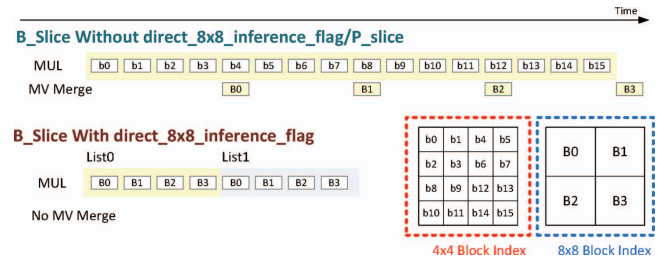 Time
B_Slice Without direct_8x8_inference_flag/P_slice
MUL b0 b1 b2 b3 b4 b5 b6 b7 b8 b9 b10 b11 b12 b13 b14 b15
MV Merge B0 B1 B2 B3
B_Slice With direct_8x8_inference_flag
List0 List1
MUL B0 B1 B2 B3 B0 B1 B2 B3
No MV Merge
b0 b1 b4 b5
b2 b3 b6 b7
b8 b9 b12 b13
b10 b11 b14 b15
4x4 Block Index
B0 B1
B2 B3
8x8 Block Index